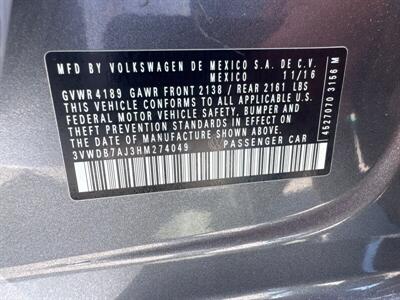 MFD BY VOLKSWAGEN DE MEXICO S.A. DE C.V.
MEXICO 11/16
GVWR 4189 GAWR FRONT 2138 / REAR 2161 LBS
THIS VEHICLE CONFORMS TO ALL APPLICABLE U.S.
FEDERAL MOTOR VEHICLE SAFETY, BUMPER AND
THEFT PREVENTION STANDARDS IN EFFECT ON THE
DATE OF MANUFACTURE SHOWN ABOVE.
3VWDB7AJ3HM274049 PASSENGER CAR
4527070 3156 M